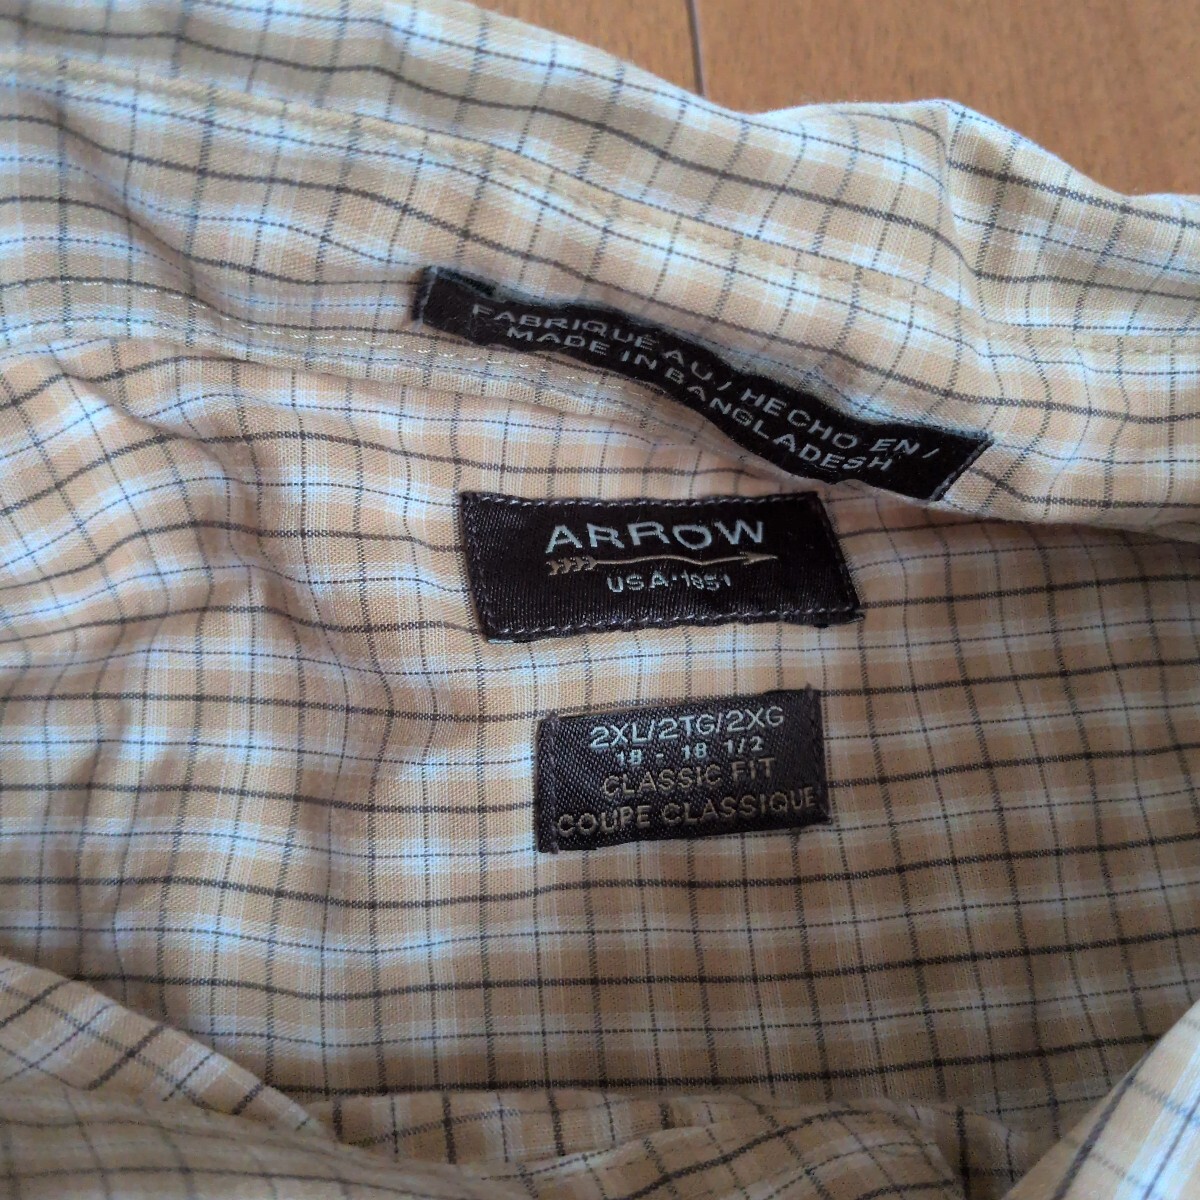 FABRIQUE AU / HECHO EN /
MADE IN BANGLADESH
ARROW
USA·1851
2XL/2TG/2XG
18 - 18 1/2
CLASSIC FIT
COUPE CLASSIQUE